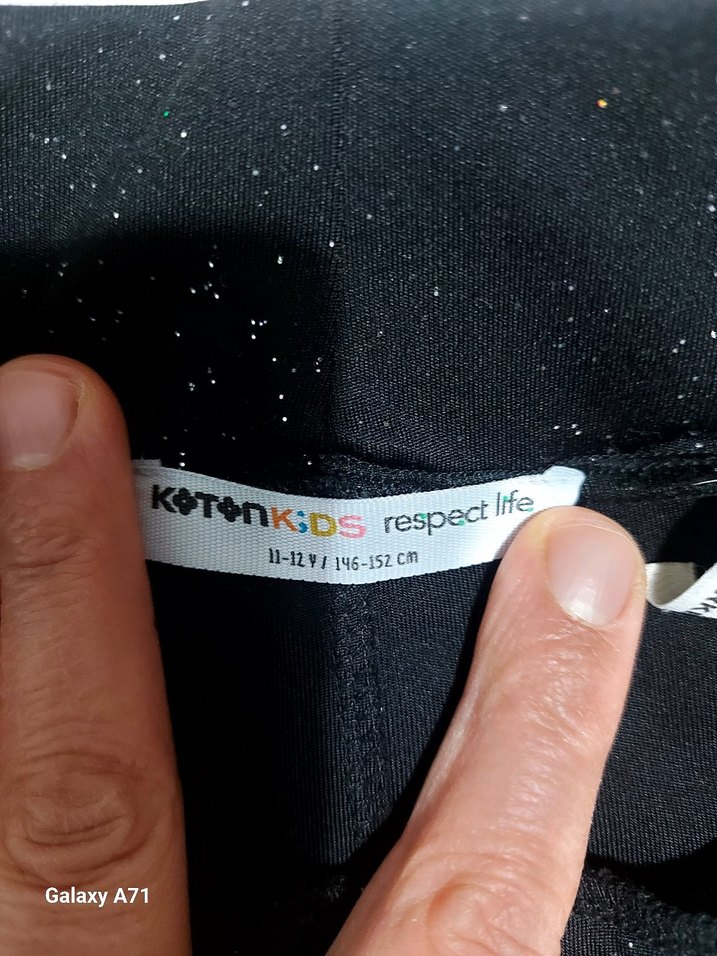 KOTONKiDS respect life
11-12 Y / 146-152 cm
Galaxy A71